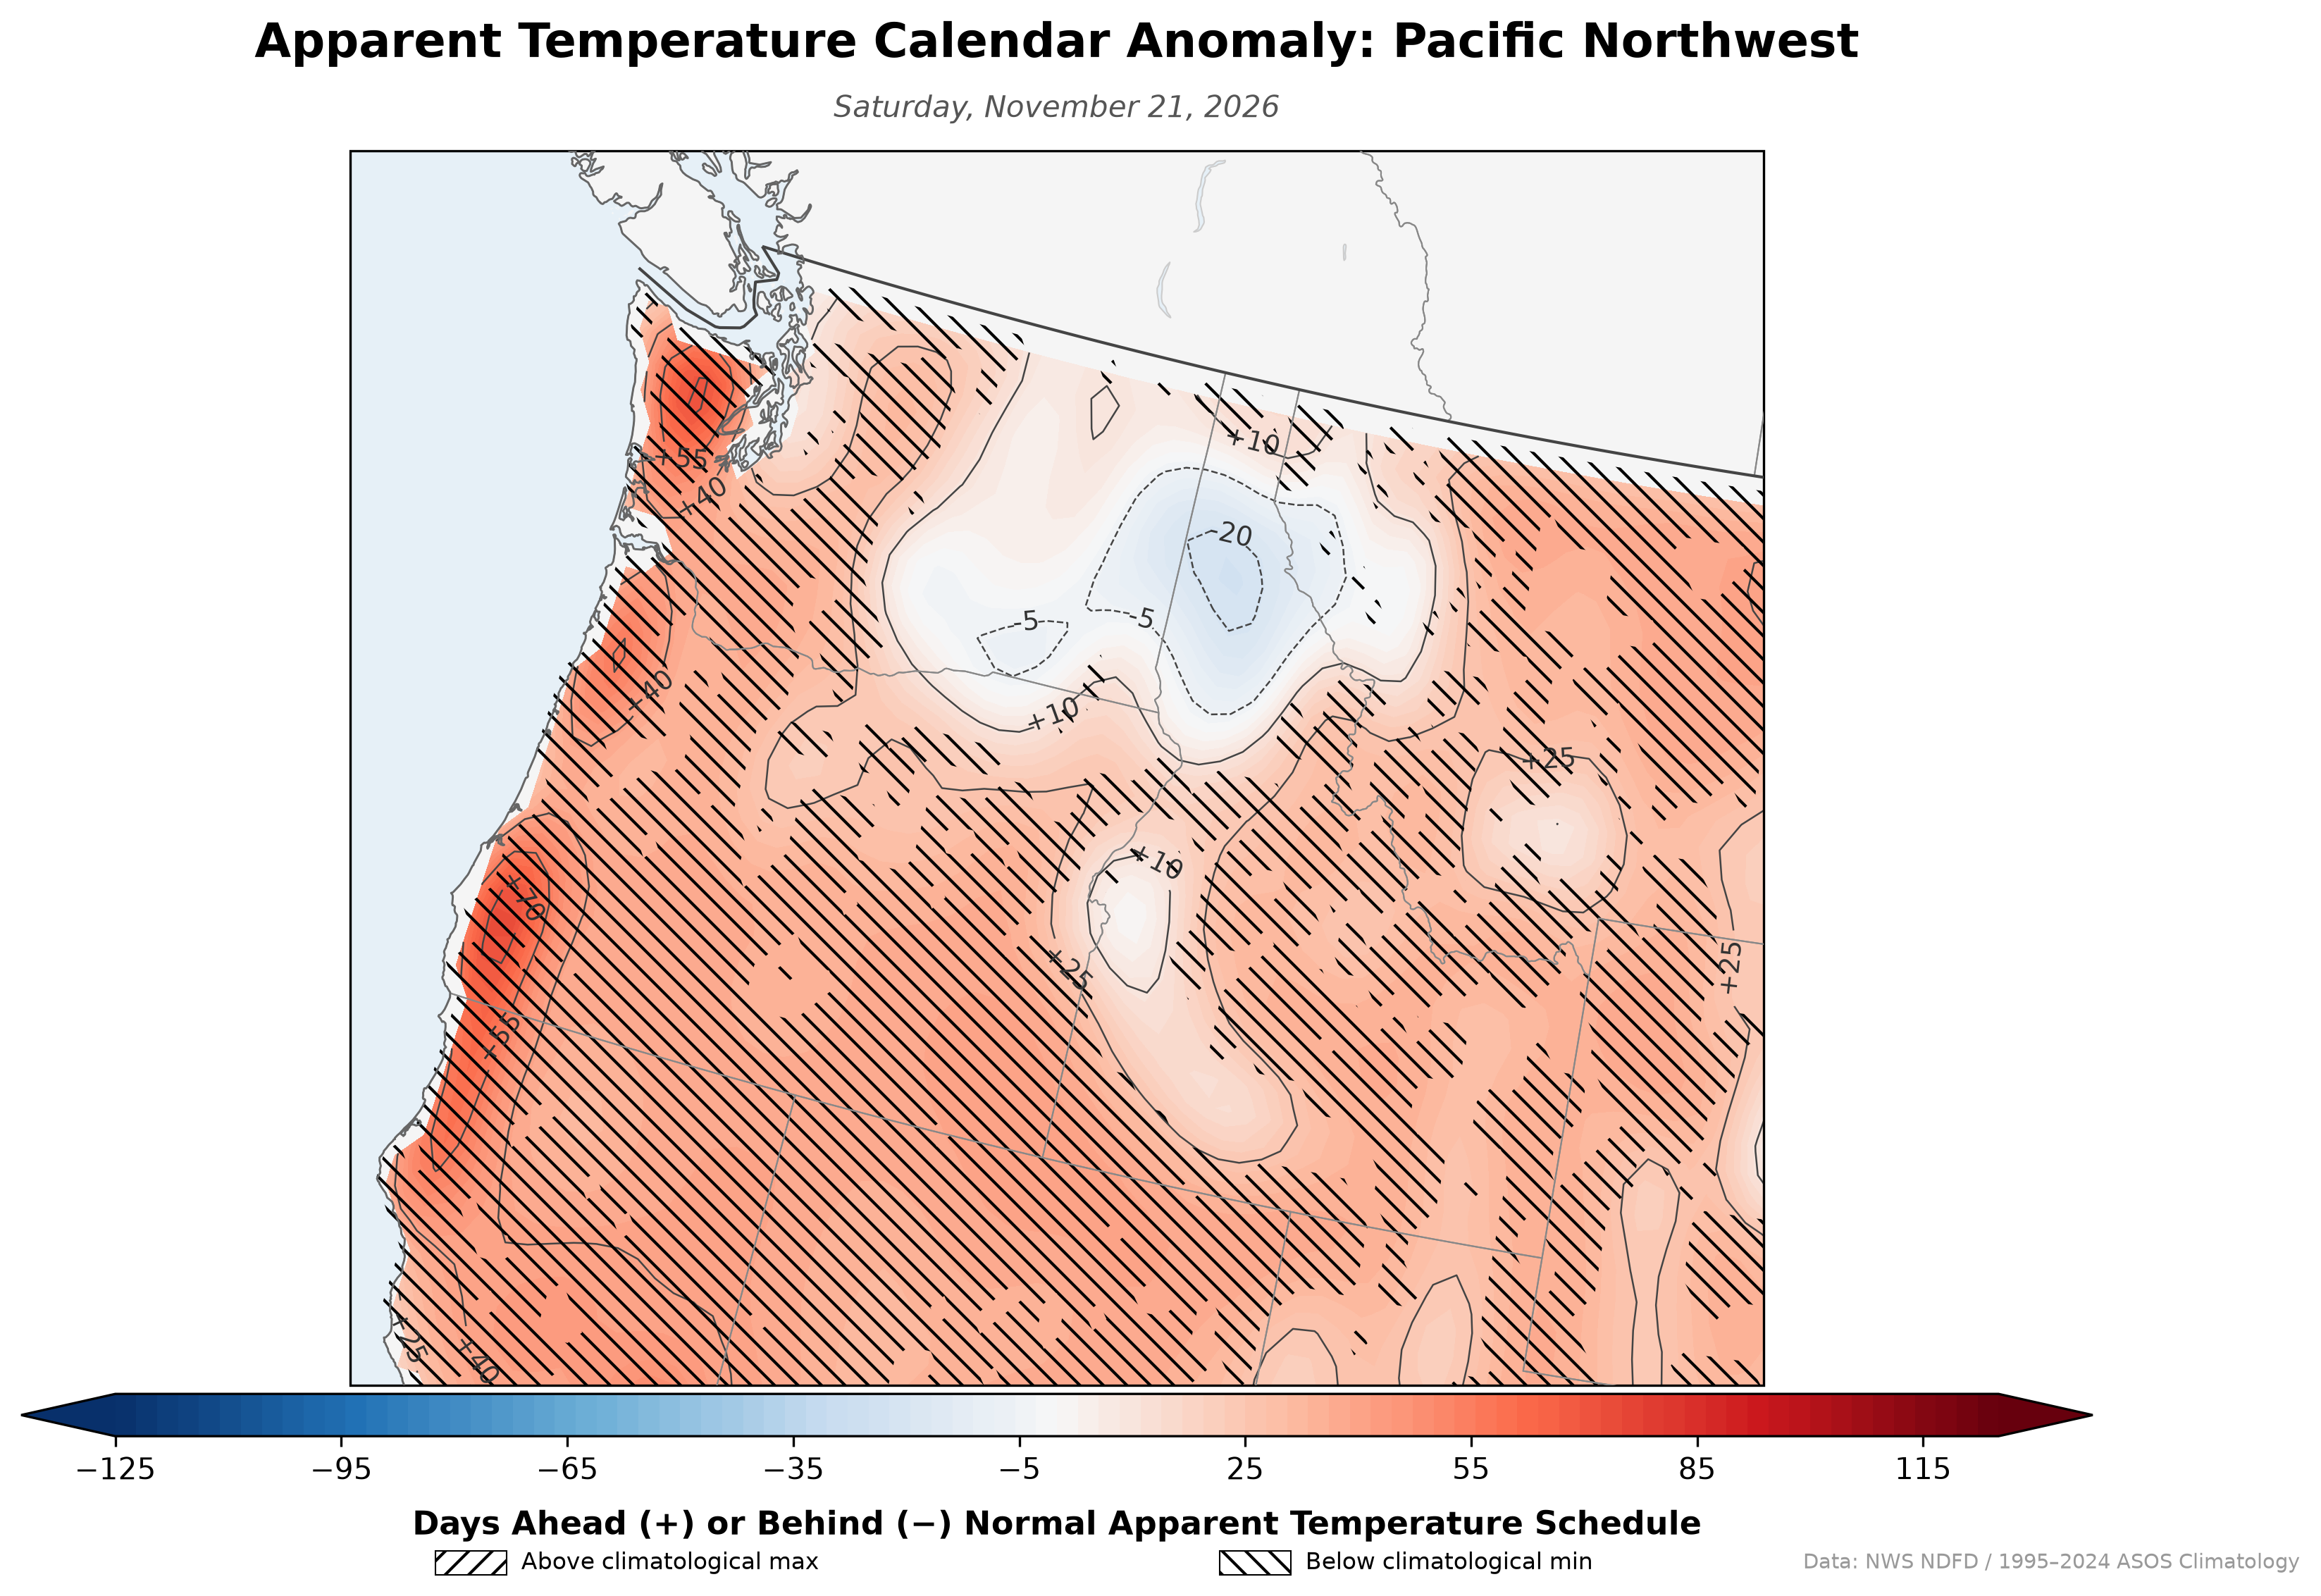 Apparent Temperature Calendar Anomaly: Pacific Northwest
Saturday, November 21, 2026
+10
+55
+40
-20
-5
-5
+40
+10
+25
+10
+70
+25
+25
+55
+25
+40
−125 −95 −65 −35 −5 25 55 85 115
Days Ahead (+) or Behind (−) Normal Apparent Temperature Schedule
Above climatological max
Below climatological min
Data: NWS NDFD / 1995–2024 ASOS Climatology